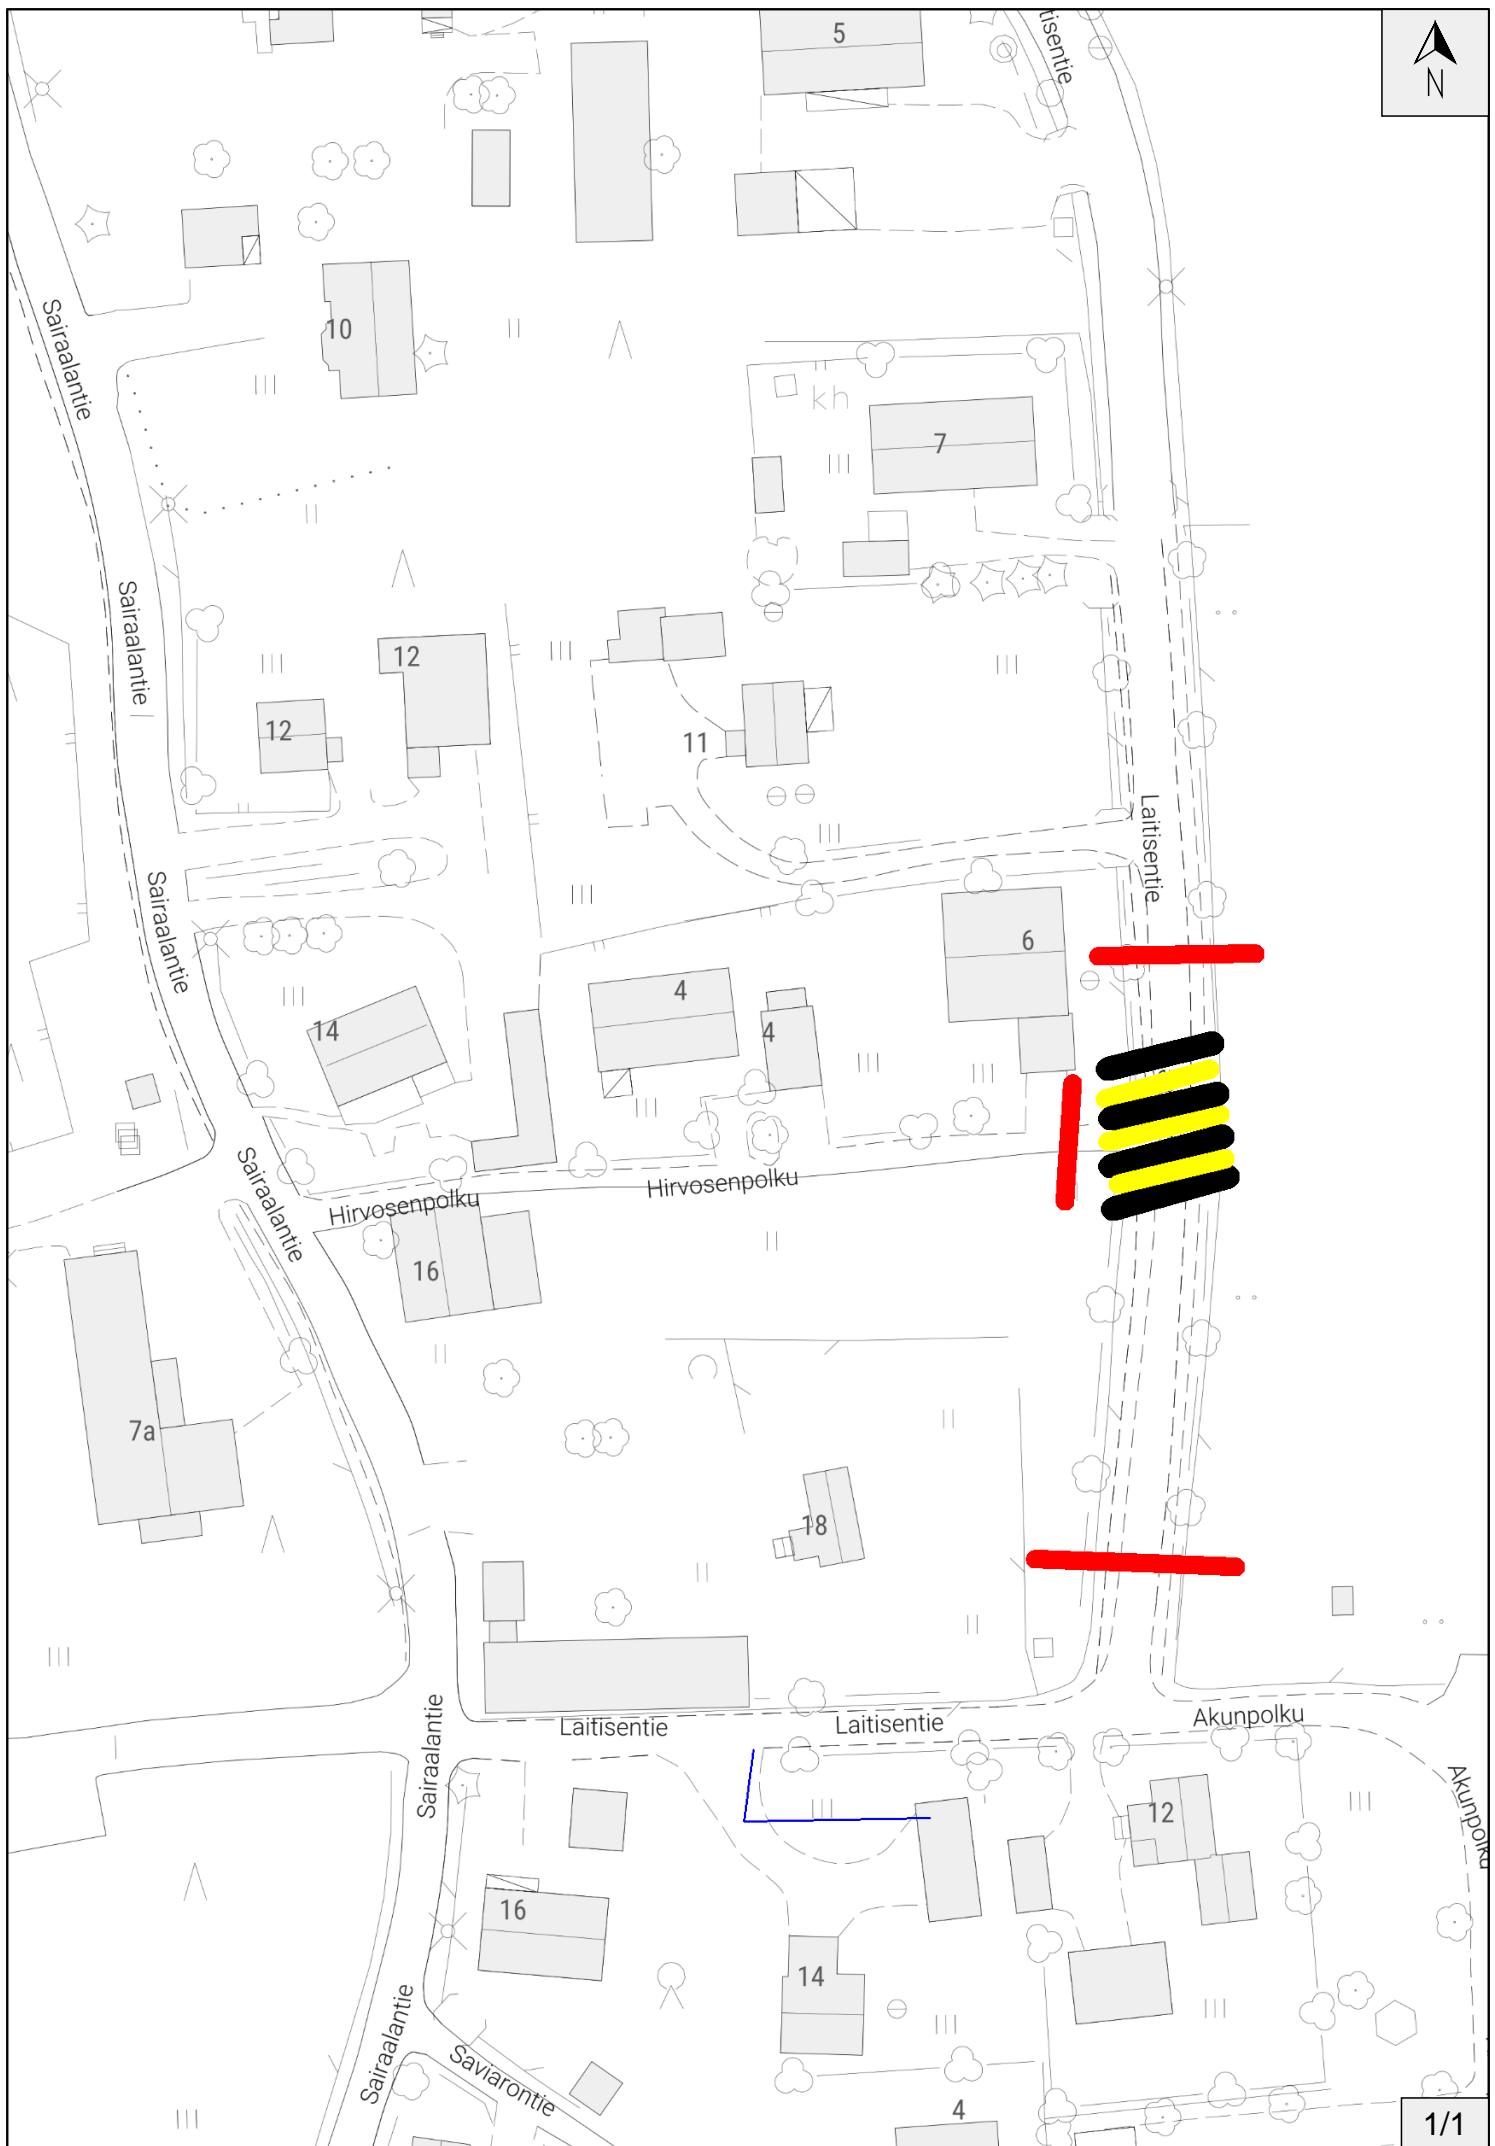 5
tisentie
N
Sairaalantie
10
kh
7
Sairaalantie
12
12
11
Laitisentie
Sairaalantie
6
4
4
14
Hirvosenpolku
Hirvosenpolku
Sairaalantie
16
7a
18
Laitisentie
Laitisentie
Akunpolku
Sairaalantie
Akunpolku
12
16
14
Sairaalantie
Saviarontie
4
1/1